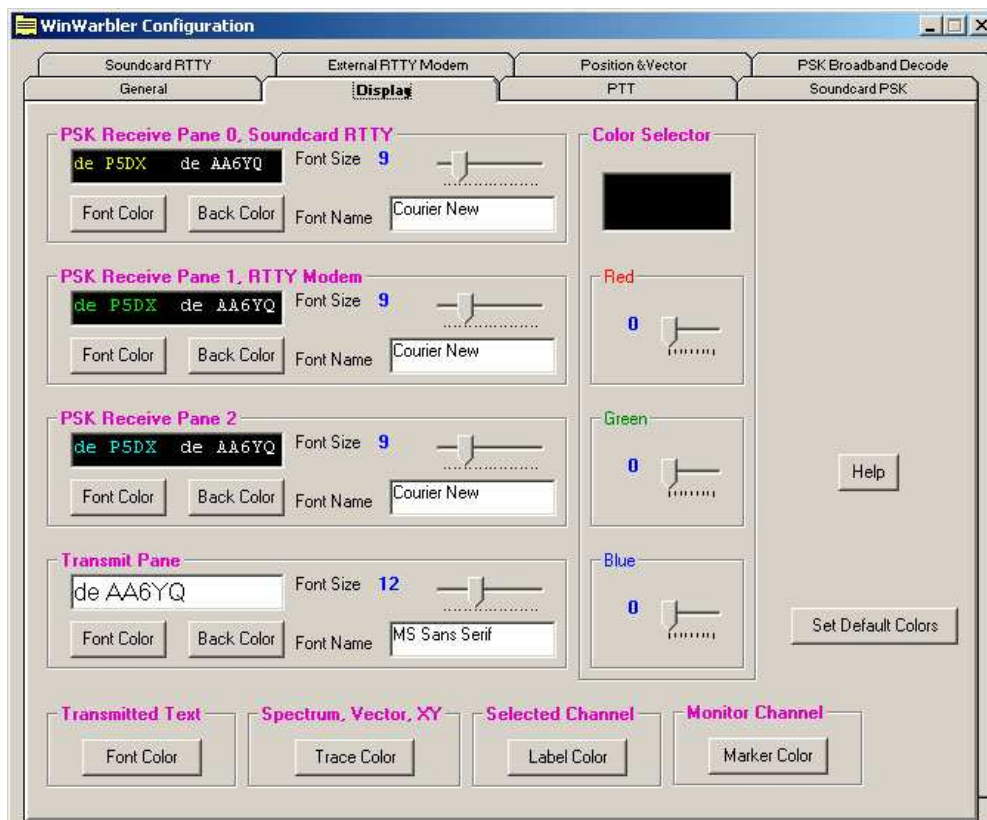 WinWarbler Configuration
Soundcard RTTY
External RTTY Modem
Position & Vector
PSK Broadband Decode
General
Display
PTT
Soundcard PSK
PSK Receive Pane 0, Soundcard RTTY
de P5DX de AA6YQ
Font Size 9
Font Color
Back Color
Font Name
Courier New
PSK Receive Pane 1, RTTY Modem
de P5DX de AA6YQ
Font Size 9
Font Color
Back Color
Font Name
Courier New
PSK Receive Pane 2
de P5DX de AA6YQ
Font Size 9
Font Color
Back Color
Font Name
Courier New
Transmit Pane
de AA6YQ
Font Size 12
Font Color
Back Color
Font Name
MS Sans Serif
Color Selector
Red
0
Green
0
Blue
0
Help
Set Default Colors
Transmitted Text
Font Color
Spectrum, Vector, XY
Trace Color
Selected Channel
Label Color
Monitor Channel
Marker Color